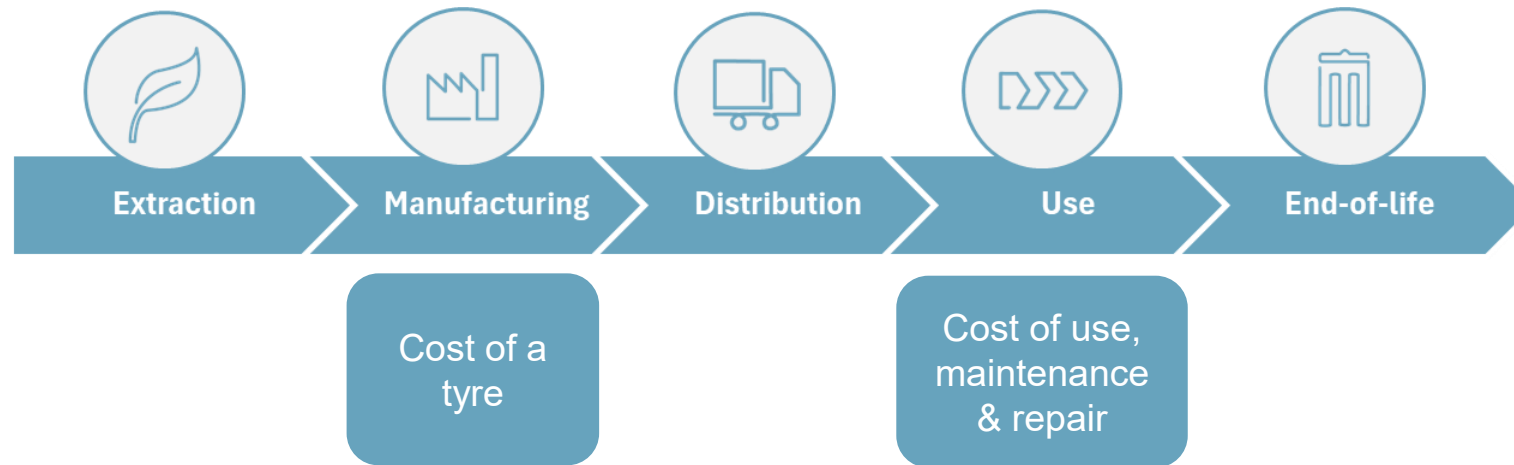 Extraction
Manufacturing
Distribution
Use
End-of-life
Cost of a
tyre
Cost of use,
maintenance
& repair